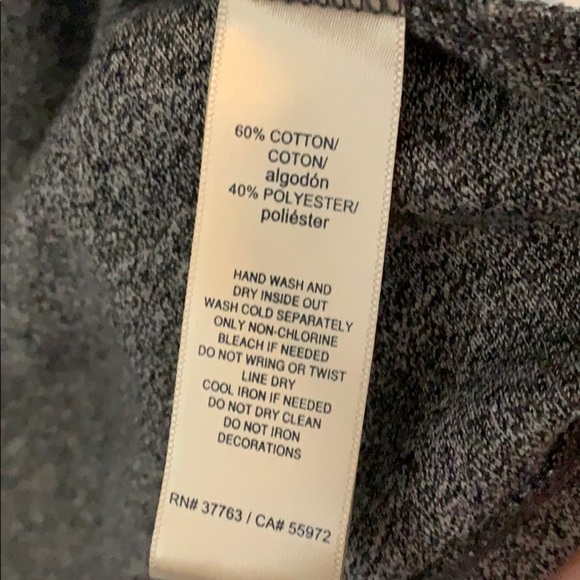 60% COTTON/
COTON/
algodón
40% POLYESTER/
poliéster
HAND WASH AND
DRY INSIDE OUT
WASH COLD SEPARATELY
ONLY NON-CHLORINE
BLEACH IF NEEDED
DO NOT WRING OR TWIST
LINE DRY
COOL IRON IF NEEDED
DO NOT DRY CLEAN
DO NOT IRON
DECORATIONS
RN# 37763 / CA# 55972